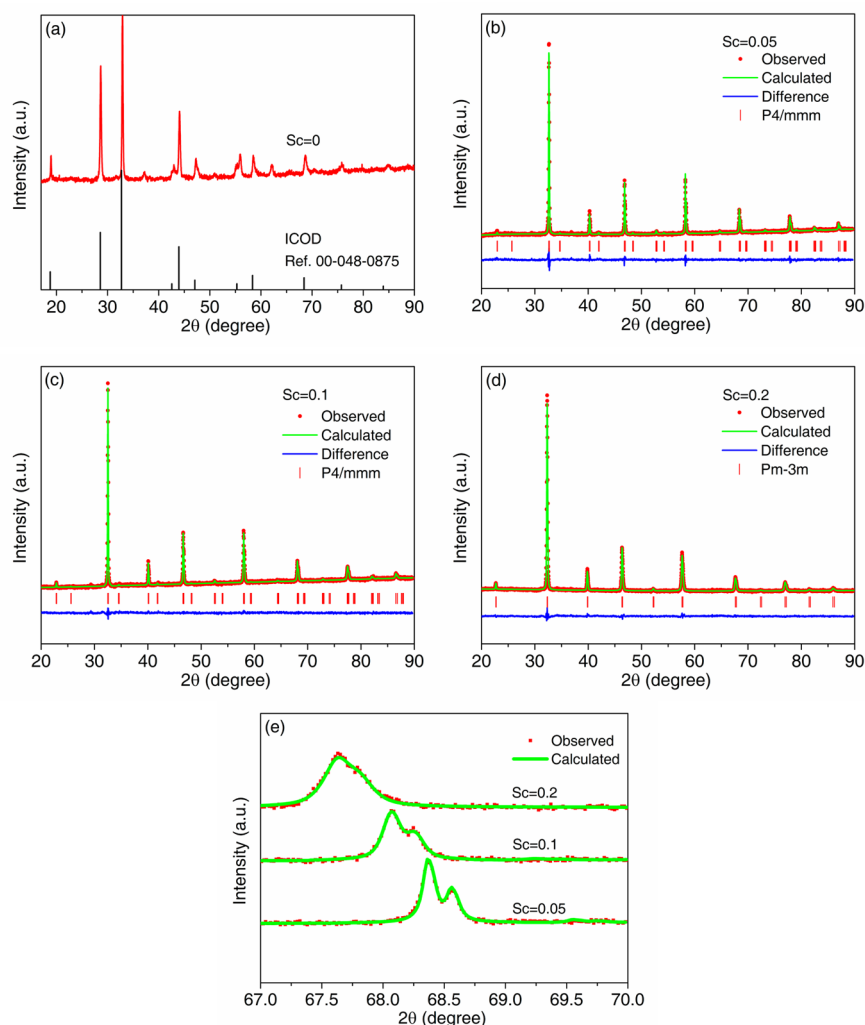 (a)
Intensity (a.u.)
Sc=0
ICOD
Ref. 00-048-0875
20 30 40 50 60 70 80 90
2θ (degree)
(b)
Intensity (a.u.)
Sc=0.05
Observed
Calculated
Difference
P4/mmm
20 30 40 50 60 70 80 90
2θ (degree)
(c)
Intensity (a.u.)
Sc=0.1
Observed
Calculated
Difference
P4/mmm
20 30 40 50 60 70 80 90
2θ (degree)
(d)
Intensity (a.u.)
Sc=0.2
Observed
Calculated
Difference
Pm-3m
20 30 40 50 60 70 80 90
2θ (degree)
(e)
Intensity (a.u.)
Observed
Calculated
Sc=0.2
Sc=0.1
Sc=0.05
67.0 67.5 68.0 68.5 69.0 69.5 70.0
2θ (degree)